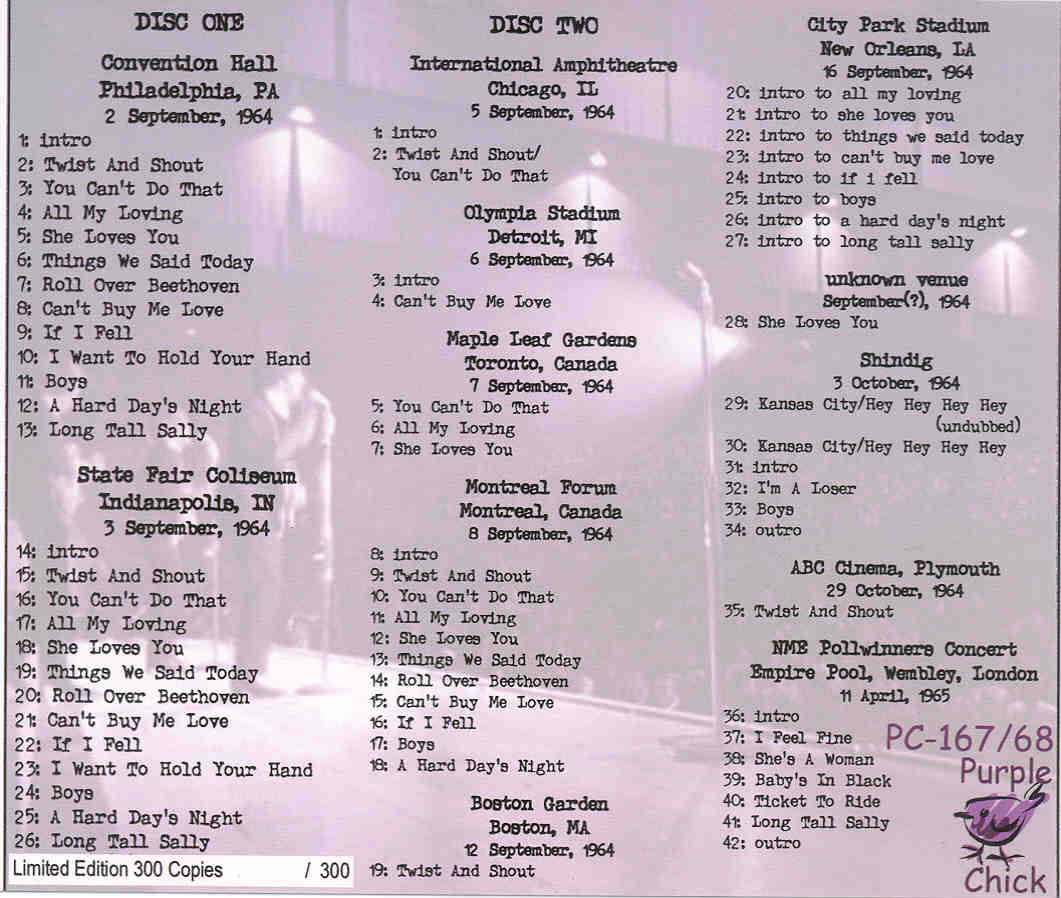 DISC ONE
Convention Hall
Philadelphia, PA
2 September, 1964
1: intro
2: Twist And Shout
3: You Can't Do That
4: All My Loving
5: She Loves You
6: Things We Said Today
7: Roll Over Beethoven
8: Can't Buy Me Love
9: If I Fell
10: I Want To Hold Your Hand
11: Boys
12: A Hard Day's Night
13: Long Tall Sally
State Fair Coliseum
Indianapolis, IN
3 September, 1964
14: intro
15: Twist And Shout
16: You Can't Do That
17: All My Loving
18: She Loves You
19: Things We Said Today
20: Roll Over Beethoven
21: Can't Buy Me Love
22: If I Fell
23: I Want To Hold Your Hand
24: Boys
25: A Hard Day's Night
26: Long Tall Sally
Limited Edition 300 Copies / 300
DISC TWO
International Amphitheatre
Chicago, IL
5 September, 1964
1: intro
2: Twist And Shout/
You Can't Do That
Olympia Stadium
Detroit, MI
6 September, 1964
3: intro
4: Can't Buy Me Love
Maple Leaf Gardens
Toronto, Canada
7 September, 1964
5: You Can't Do That
6: All My Loving
7: She Loves You
Montreal Forum
Montreal, Canada
8 September, 1964
8: intro
9: Twist And Shout
10: You Can't Do That
11: All My Loving
12: She Loves You
13: Things We Said Today
14: Roll Over Beethoven
15: Can't Buy Me Love
16: If I Fell
17: Boys
18: A Hard Day's Night
Boston Garden
Boston, MA
12 September, 1964
19: Twist And Shout
City Park Stadium
New Orleans, LA
16 September, 1964
20: intro to all my loving
21: intro to she loves you
22: intro to things we said today
23: intro to can't buy me love
24: intro to if i fell
25: intro to boys
26: intro to a hard day's night
27: intro to long tall sally
unknown venue
September(?), 1964
28: She Loves You
Shindig
3 October, 1964
29: Kansas City/Hey Hey Hey Hey
(undubbed)
30: Kansas City/Hey Hey Hey Hey
31: intro
32: I'm A Loser
33: Boys
34: outro
ABC Cinema, Plymouth
29 October, 1964
35: Twist And Shout
NME Pollwinners Concert
Empire Pool, Wembley, London
11 April, 1965
36: intro
37: I Feel Fine
38: She's A Woman
39: Baby's In Black
40: Ticket To Ride
41: Long Tall Sally
42: outro
PC-167/68
Purple
Chick